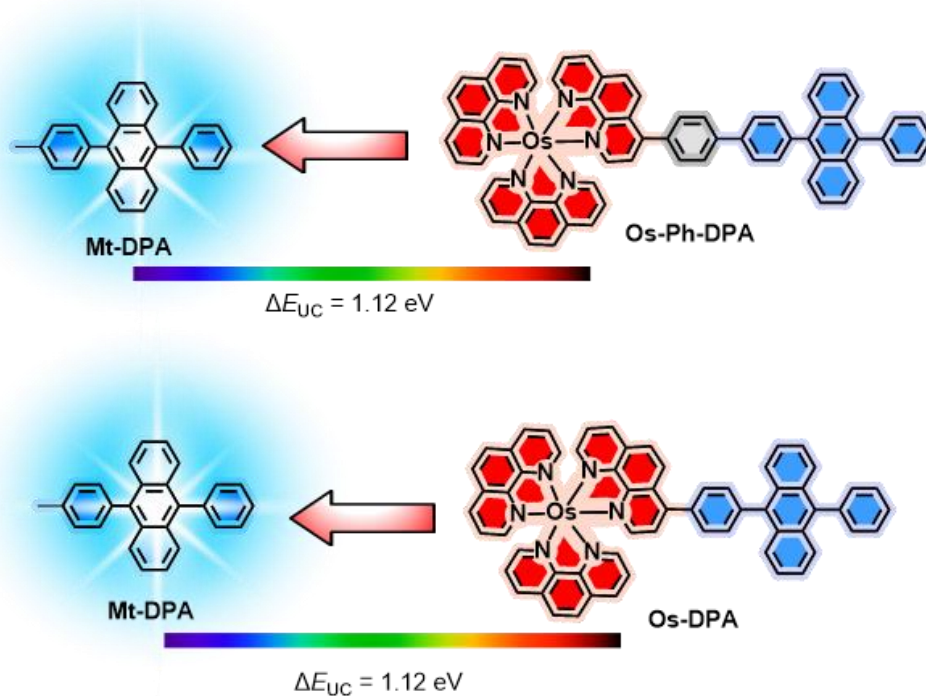 N N
N Os N
N N
Mt-DPA
Os-Ph-DPA
ΔE_UC = 1.12 eV
N N
N Os N
N N
Mt-DPA
Os-DPA
ΔE_UC = 1.12 eV